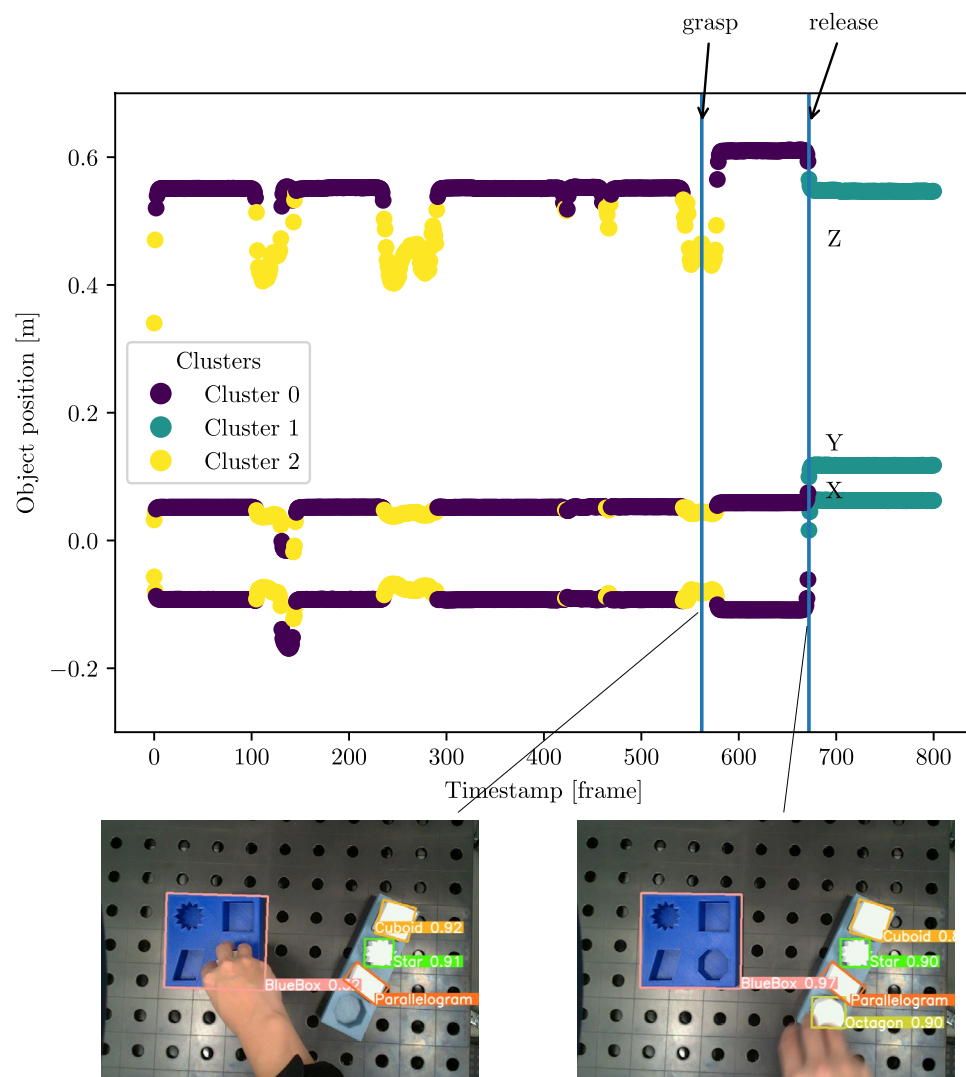 grasp
release
0.6
0.4
0.2
0.0
−0.2
Object position [m]
Z
Y
X
Clusters
Cluster 0
Cluster 1
Cluster 2
0 100 200 300 400 500 600 700 800
Timestamp [frame]
Cuboid 0.92
Star 0.91
BlueBox
Parallelogram
Cuboid
Star 0.90
BlueBox 0.97
Parallelogram
Octagon 0.90